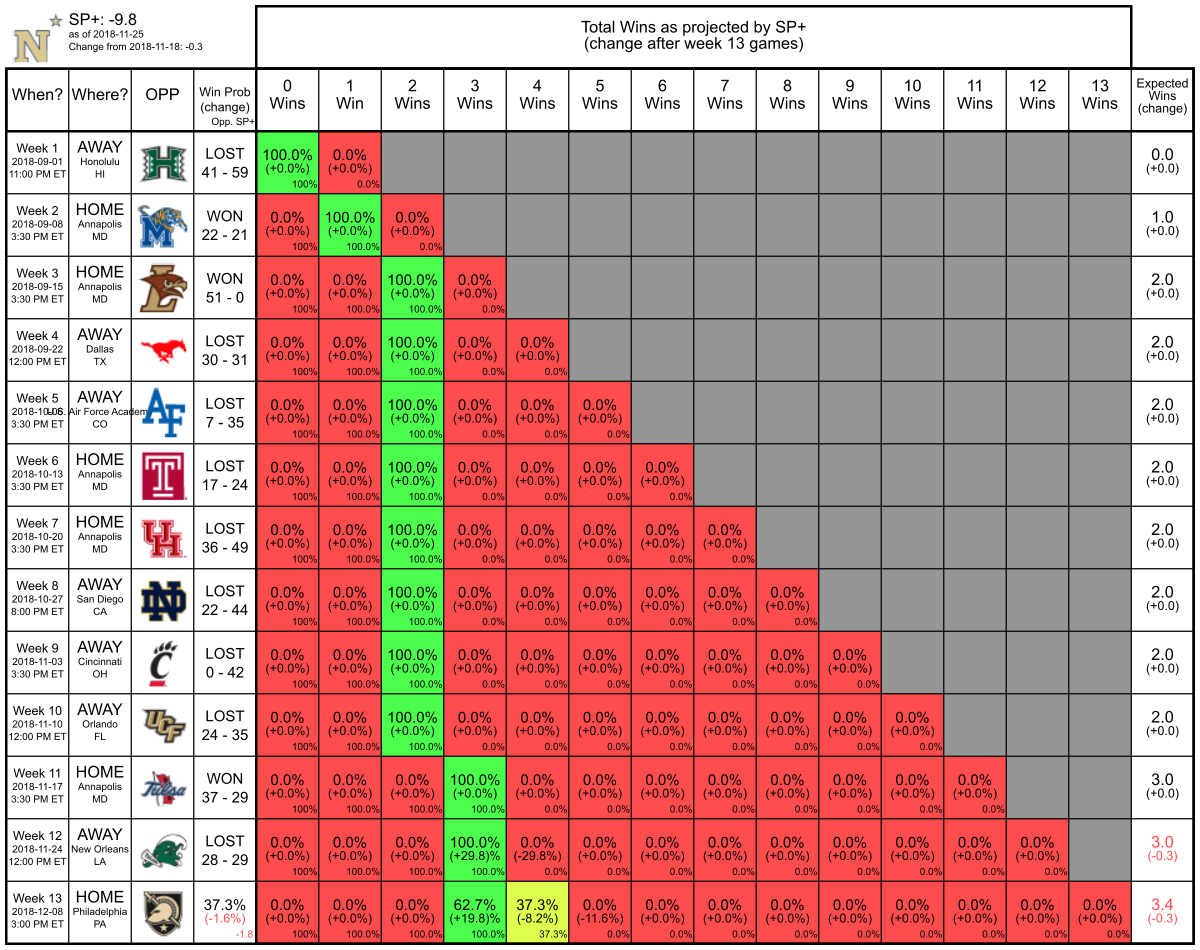 SP+: -9.8
as of 2018-11-25
Change from 2018-11-18: -0.3
Total Wins as projected by SP+
(change after week 13 games)
When? Where? OPP Win Prob 0 1 2 3 4 5 6 7 8 9 10 11 12 13 Expected
(change) Wins Win Wins Wins Wins Wins Wins Wins Wins Wins Wins Wins Wins Wins Wins
Opp. SP+ (change)
Week 1 AWAY LOST 100.0% 0.0% 0.0
2018-09-01 Honolulu (+0.0%) (+0.0%) (+0.0)
11:00 PM ET HI 41 - 59 100% 0.0%
Week 2 HOME WON 0.0% 100.0% 0.0% 1.0
2018-09-08 Annapolis (+0.0%) (+0.0%) (+0.0%) (+0.0)
3:30 PM ET MD 22 - 21 100% 100.0% 0.0%
Week 3 HOME WON 0.0% 0.0% 100.0% 0.0% 2.0
2018-09-15 Annapolis (+0.0%) (+0.0%) (+0.0%) (+0.0%) (+0.0)
3:30 PM ET MD 51 - 0 100% 100.0% 100.0% 0.0%
Week 4 AWAY LOST 0.0% 0.0% 100.0% 0.0% 0.0% 2.0
2018-09-22 Dallas (+0.0%) (+0.0%) (+0.0%) (+0.0%) (+0.0%) (+0.0)
12:00 PM ET TX 30 - 31 100% 100.0% 100.0% 0.0% 0.0%
Week 5 AWAY LOST 0.0% 0.0% 100.0% 0.0% 0.0% 0.0% 2.0
Air Force (+0.0%) (+0.0%) (+0.0%) (+0.0%) (+0.0%) (+0.0%) (+0.0)
3:30 PM ET CO 7 - 35 100% 100.0% 100.0% 0.0% 0.0% 0.0%
Week 6 HOME LOST 0.0% 0.0% 100.0% 0.0% 0.0% 0.0% 0.0% 2.0
2018-10-13 Annapolis (+0.0%) (+0.0%) (+0.0%) (+0.0%) (+0.0%) (+0.0%) (+0.0%) (+0.0)
3:30 PM ET MD 17 - 24 100% 100.0% 100.0% 0.0% 0.0% 0.0% 0.0%
Week 7 HOME LOST 0.0% 0.0% 100.0% 0.0% 0.0% 0.0% 0.0% 0.0% 2.0
2018-10-20 Annapolis (+0.0%) (+0.0%) (+0.0%) (+0.0%) (+0.0%) (+0.0%) (+0.0%) (+0.0%) (+0.0)
3:30 PM ET MD 36 - 49 100% 100.0% 100.0% 0.0% 0.0% 0.0% 0.0% 0.0%
Week 8 AWAY LOST 0.0% 0.0% 100.0% 0.0% 0.0% 0.0% 0.0% 0.0% 0.0% 2.0
2018-10-27 San Diego (+0.0%) (+0.0%) (+0.0%) (+0.0%) (+0.0%) (+0.0%) (+0.0%) (+0.0%) (+0.0%) (+0.0)
8:00 PM ET CA 22 - 44 100% 100.0% 100.0% 0.0% 0.0% 0.0% 0.0% 0.0% 0.0%
Week 9 AWAY LOST 0.0% 0.0% 100.0% 0.0% 0.0% 0.0% 0.0% 0.0% 0.0% 0.0% 2.0
2018-11-03 Cincinnati (+0.0%) (+0.0%) (+0.0%) (+0.0%) (+0.0%) (+0.0%) (+0.0%) (+0.0%) (+0.0%) (+0.0%) (+0.0)
3:30 PM ET OH 0 - 42 100% 100.0% 100.0% 0.0% 0.0% 0.0% 0.0% 0.0% 0.0% 0.0%
Week 10 AWAY UCF LOST 0.0% 0.0% 100.0% 0.0% 0.0% 0.0% 0.0% 0.0% 0.0% 0.0% 0.0% 2.0
2018-11-10 Orlando (+0.0%) (+0.0%) (+0.0%) (+0.0%) (+0.0%) (+0.0%) (+0.0%) (+0.0%) (+0.0%) (+0.0%) (+0.0%) (+0.0)
12:00 PM ET FL 24 - 35 100% 100.0% 100.0% 0.0% 0.0% 0.0% 0.0% 0.0% 0.0% 0.0% 0.0%
Week 11 HOME Tulsa WON 0.0% 0.0% 0.0% 100.0% 0.0% 0.0% 0.0% 0.0% 0.0% 0.0% 0.0% 0.0% 3.0
2018-11-17 Annapolis (+0.0%) (+0.0%) (+0.0%) (+0.0%) (+0.0%) (+0.0%) (+0.0%) (+0.0%) (+0.0%) (+0.0%) (+0.0%) (+0.0%) (+0.0)
3:30 PM ET MD 37 - 29 100% 100.0% 100.0% 100.0% 0.0% 0.0% 0.0% 0.0% 0.0% 0.0% 0.0% 0.0%
Week 12 AWAY LOST 0.0% 0.0% 0.0% 100.0% 0.0% 0.0% 0.0% 0.0% 0.0% 0.0% 0.0% 0.0% 0.0% 3.0
2018-11-24 New Orleans (+0.0%) (+0.0%) (+0.0%) (+29.8)% (-29.8%) (+0.0%) (+0.0%) (+0.0%) (+0.0%) (+0.0%) (+0.0%) (+0.0%) (+0.0%) (-0.3)
12:00 PM ET LA 28 - 29 100% 100.0% 100.0% 100.0% 0.0% 0.0% 0.0% 0.0% 0.0% 0.0% 0.0% 0.0% 0.0%
Week 13 HOME 37.3% 0.0% 0.0% 0.0% 62.7% 37.3% 0.0% 0.0% 0.0% 0.0% 0.0% 0.0% 0.0% 0.0% 0.0% 3.4
2018-12-08 Philadelphia (-1.6%) (+0.0%) (+0.0%) (+0.0%) (+19.8)% (-8.2%) (-11.6%) (+0.0%) (+0.0%) (+0.0%) (+0.0%) (+0.0%) (+0.0%) (+0.0%) (+0.0%) (-0.3)
3:00 PM ET PA -1.8 100% 100.0% 100.0% 100.0% 37.3% 0.0% 0.0% 0.0% 0.0% 0.0% 0.0% 0.0% 0.0% 0.0%